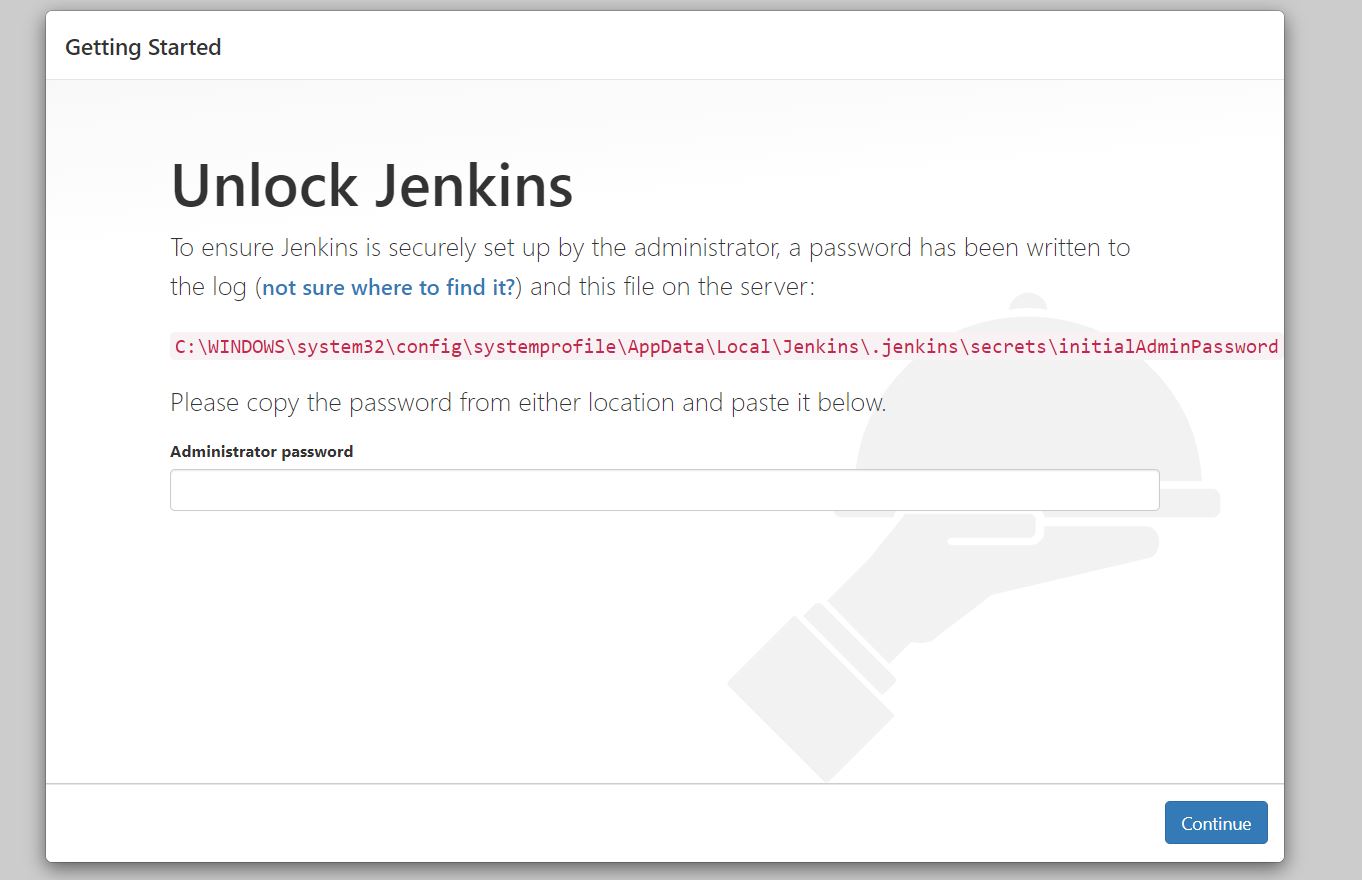 Getting Started
Unlock Jenkins
To ensure Jenkins is securely set up by the administrator, a password has been written to
the log (not sure where to find it?) and this file on the server:
C:\WINDOWS\system32\config\systemprofile\AppData\Local\Jenkins\.jenkins\secrets\initialAdminPassword
Please copy the password from either location and paste it below.
Administrator password
Continue